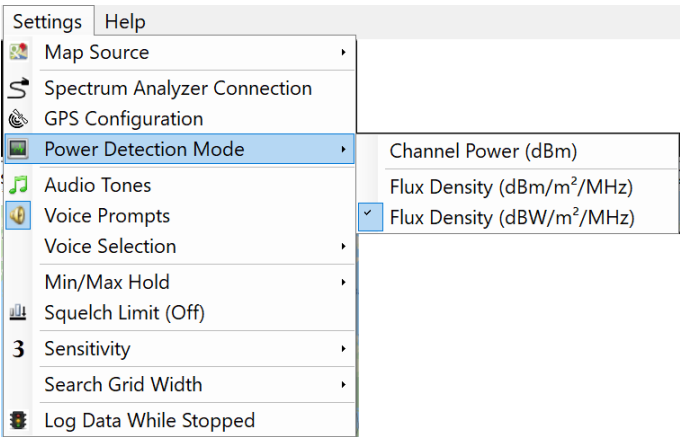 Settings Help
Map Source
Spectrum Analyzer Connection
GPS Configuration
Power Detection Mode
Channel Power (dBm)
Audio Tones
Flux Density (dBm/m²/MHz)
Voice Prompts
Flux Density (dBW/m²/MHz)
Voice Selection
Min/Max Hold
Squelch Limit (Off)
3 Sensitivity
Search Grid Width
Log Data While Stopped